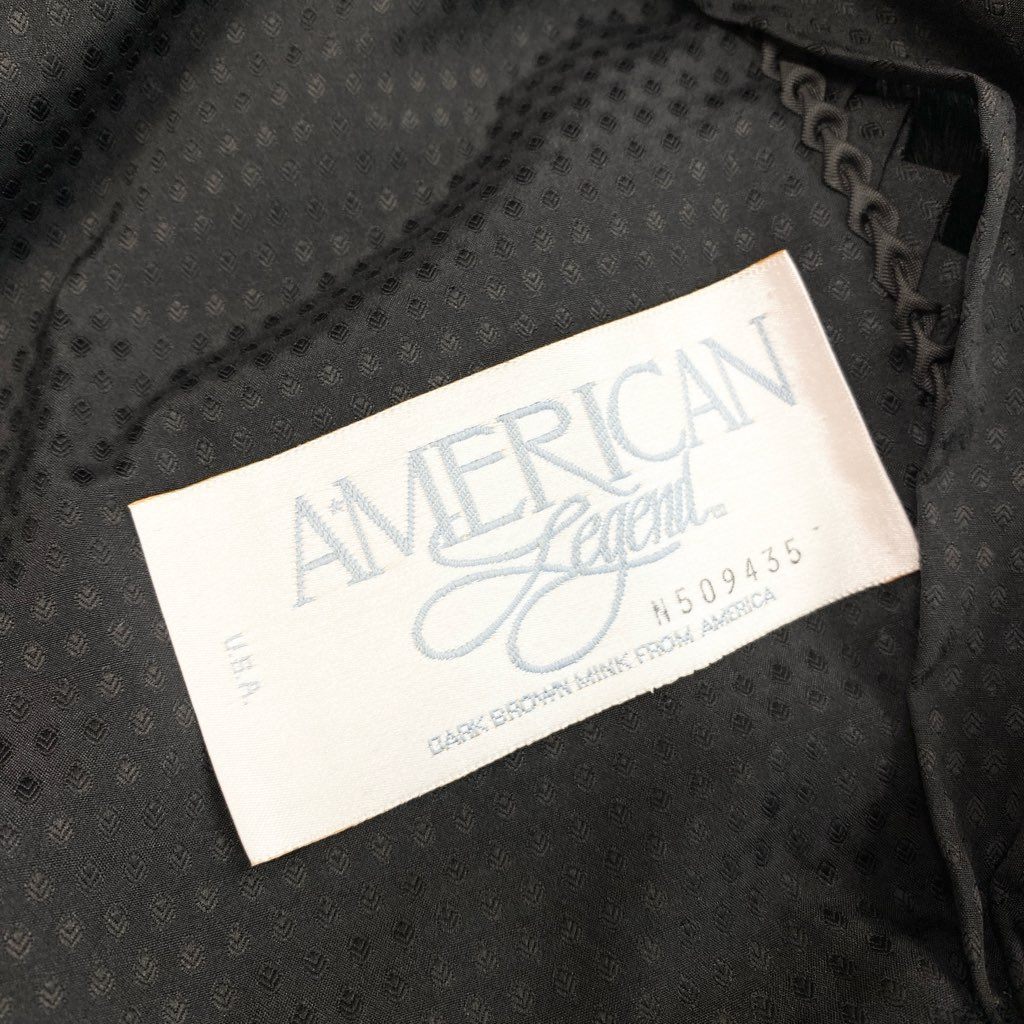 AMERICAN
Legend
N509435
DARK BROWN MINK FROM AMERICA
U.S.A.